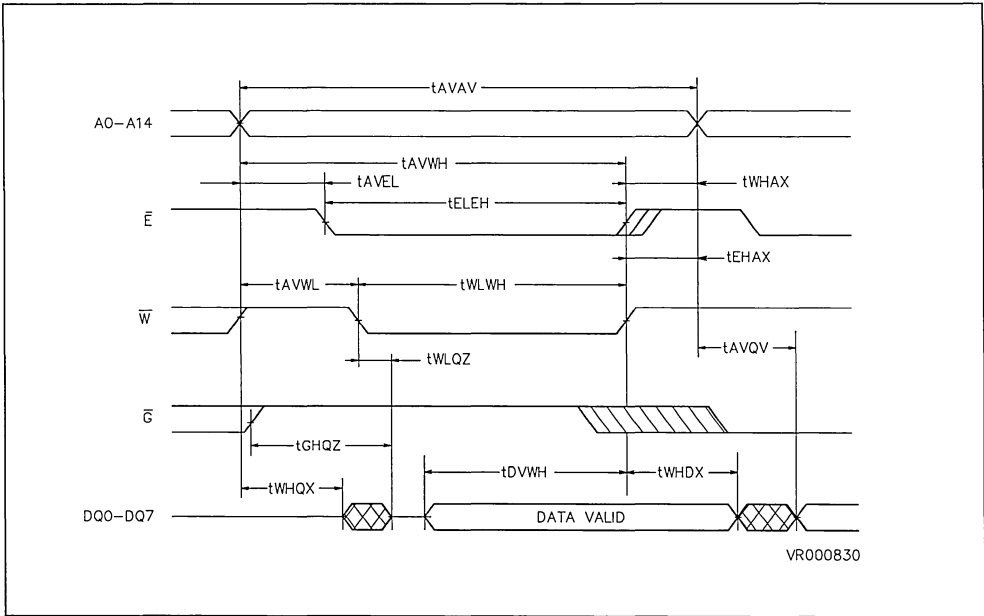 tAVAV
A0-A14
tAVWH
tAVEL
tWHAX
tELEH
E̅
tEHAX
tAVWL
tWLWH
W̅
tAVQV
tWLQZ
G̅
tGHQZ
tDVWH
tWHDX
tWHQX
DQ0-DQ7
DATA VALID
VR000830